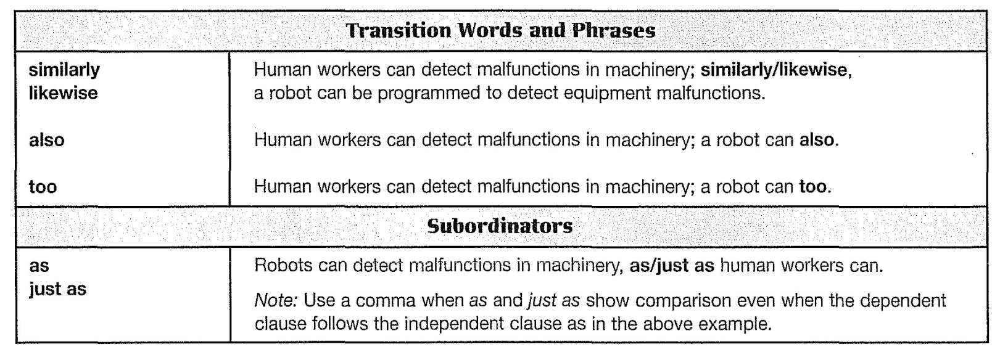 Transition Words and Phrases
similarly
likewise
Human workers can detect malfunctions in machinery; similarly/likewise,
a robot can be programmed to detect equipment malfunctions.
also
Human workers can detect malfunctions in machinery; a robot can also.
too
Human workers can detect malfunctions in machinery; a robot can too.
Subordinators
as
just as
Robots can detect malfunctions in machinery, as/just as human workers can.
Note: Use a comma when as and just as show comparison even when the dependent
clause follows the independent clause as in the above example.